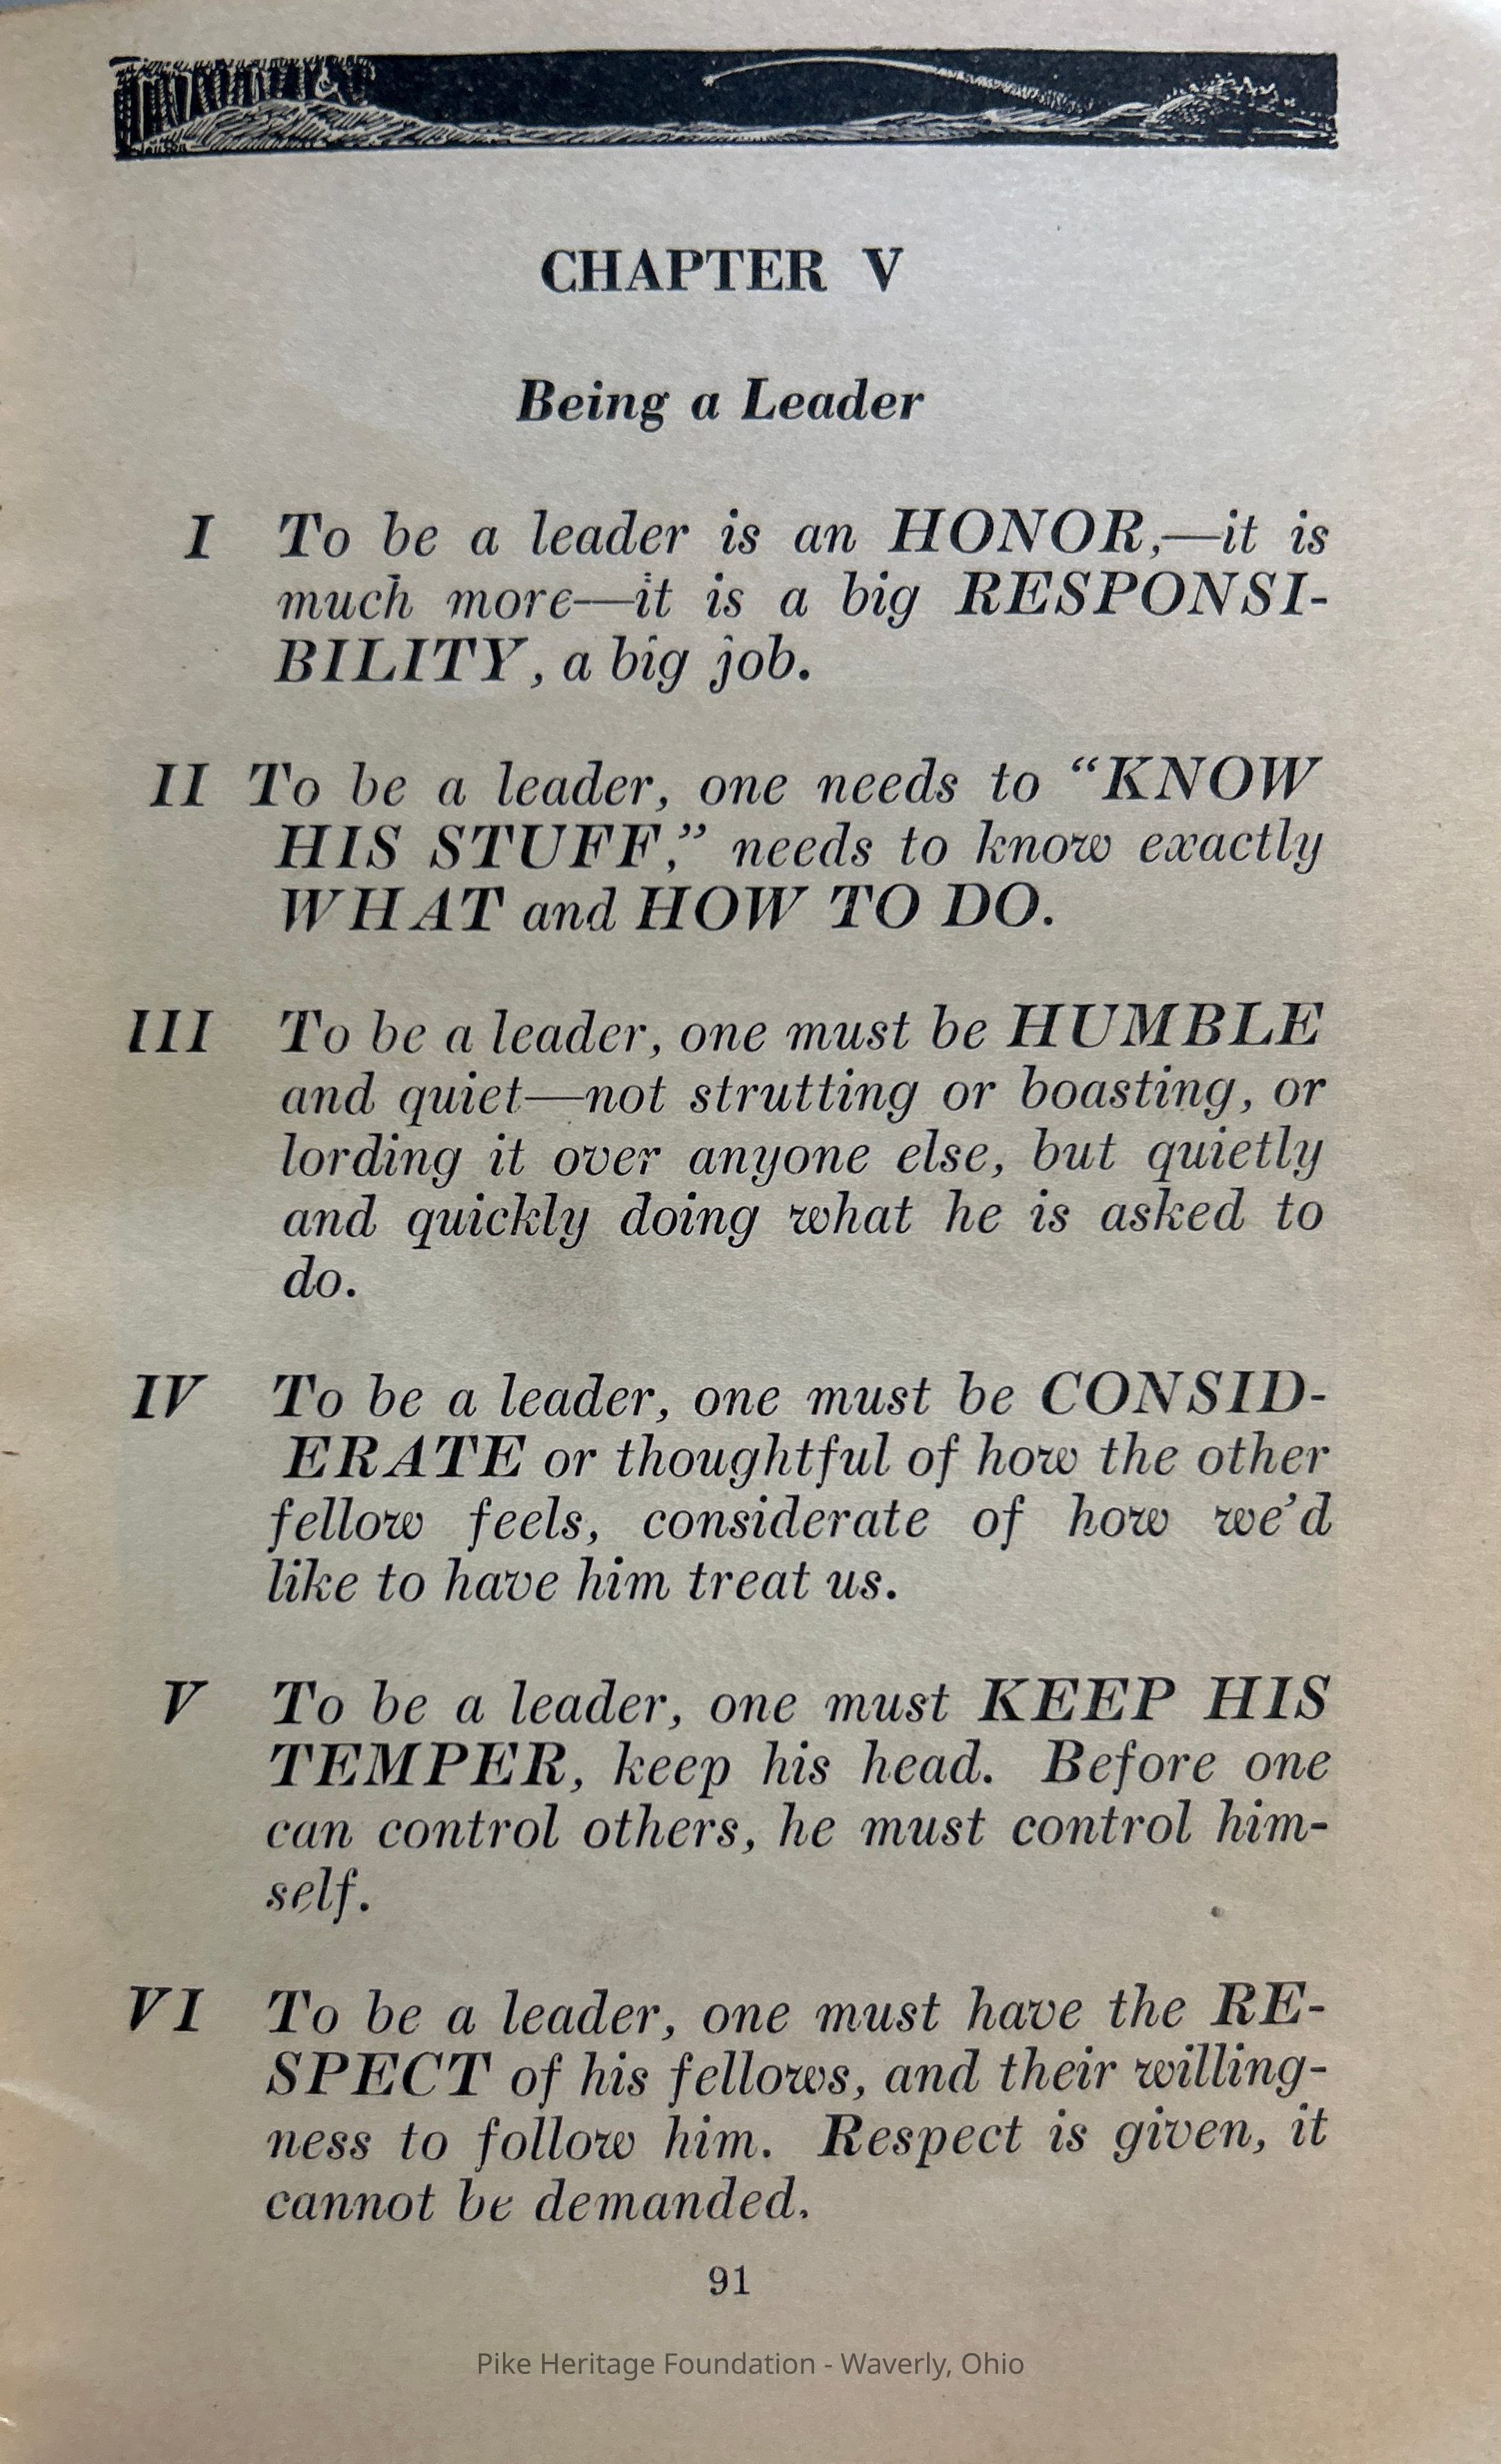 CHAPTER V
Being a Leader
I To be a leader is an HONOR,—it is
much more—it is a big RESPONSI-
BILITY, a big job.
II To be a leader, one needs to “KNOW
HIS STUFF,” needs to know exactly
WHAT and HOW TO DO.
III To be a leader, one must be HUMBLE
and quiet—not strutting or boasting, or
lording it over anyone else, but quietly
and quickly doing what he is asked to
do.
IV To be a leader, one must be CONSID-
ERATE or thoughtful of how the other
fellow feels, considerate of how we’d
like to have him treat us.
V To be a leader, one must KEEP HIS
TEMPER, keep his head. Before one
can control others, he must control him-
self.
VI To be a leader, one must have the RE-
SPECT of his fellows, and their willing-
ness to follow him. Respect is given, it
cannot be demanded.
91
Pike Heritage Foundation - Waverly, Ohio